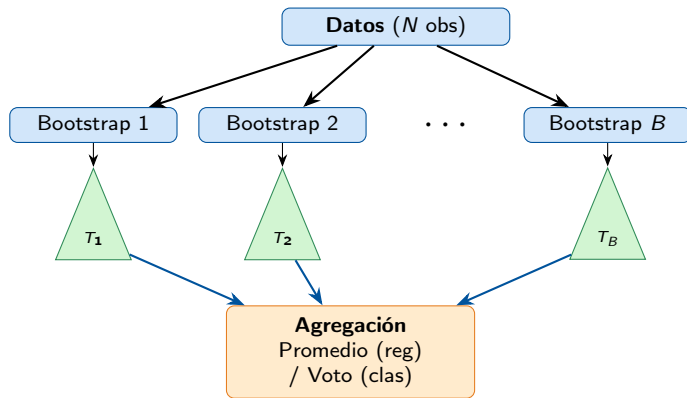 Datos (N obs)
Bootstrap 1
Bootstrap 2
· · ·
Bootstrap B
T1
T2
TB
Agregación
Promedio (reg)
/ Voto (clas)